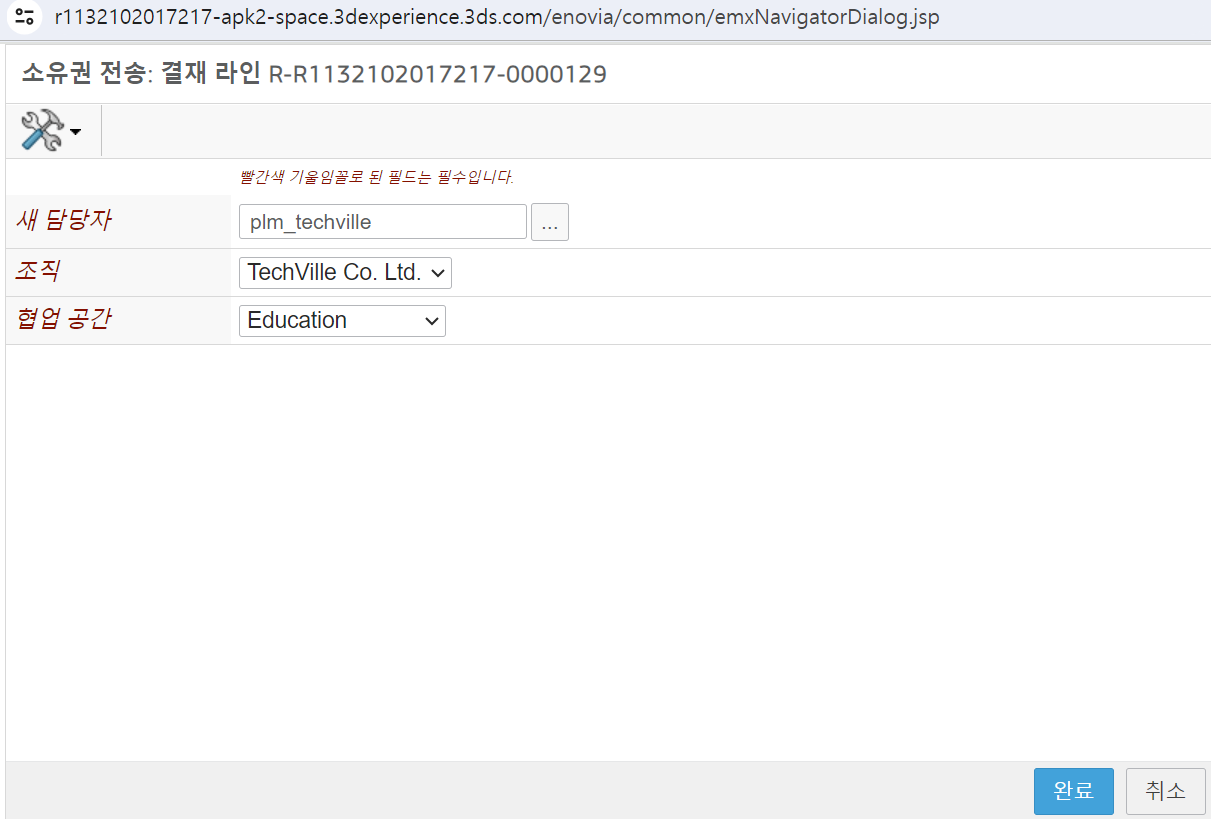 r1132102017217-apk2-space.3dexperience.3ds.com/enovia/common/emxNavigatorDialog.jsp
소유권 전송: 결재 라인 R-R1132102017217-0000129
빨간색 기울임꼴로 된 필드는 필수입니다.
새 담당자 plm_techville ...
조직 TechVille Co. Ltd.
협업 공간 Education
완료 취소